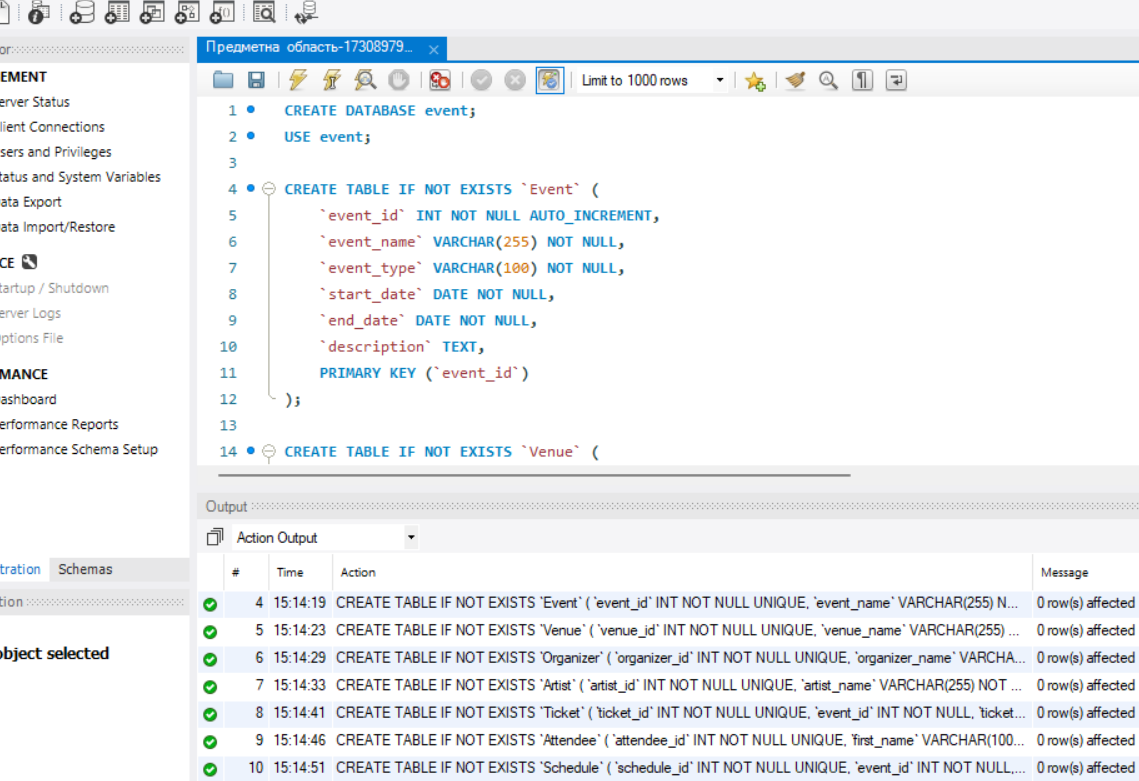 Предметна область-17308979...
EMENT
erver Status
lient Connections
sers and Privileges
tatus and System Variables
ata Export
ata Import/Restore
CE
tartup / Shutdown
erver Logs
ptions File
MANCE
ashboard
erformance Reports
erformance Schema Setup
tration Schemas
tion
object selected
Limit to 1000 rows
1 CREATE DATABASE event;
2 USE event;
3
4 CREATE TABLE IF NOT EXISTS `Event` (
5 `event_id` INT NOT NULL AUTO_INCREMENT,
6 `event_name` VARCHAR(255) NOT NULL,
7 `event_type` VARCHAR(100) NOT NULL,
8 `start_date` DATE NOT NULL,
9 `end_date` DATE NOT NULL,
10 `description` TEXT,
11 PRIMARY KEY (`event_id`)
12 );
13
14 CREATE TABLE IF NOT EXISTS `Venue` (
Output
Action Output
# Time Action Message
4 15:14:19 CREATE TABLE IF NOT EXISTS `Event` ( `event_id` INT NOT NULL UNIQUE, `event_name` VARCHAR(255) N... 0 row(s) affected
5 15:14:23 CREATE TABLE IF NOT EXISTS `Venue` ( `venue_id` INT NOT NULL UNIQUE, `venue_name` VARCHAR(255) ... 0 row(s) affected
6 15:14:29 CREATE TABLE IF NOT EXISTS `Organizer` ( `organizer_id` INT NOT NULL UNIQUE, `organizer_name` VARCHA... 0 row(s) affected
7 15:14:33 CREATE TABLE IF NOT EXISTS `Artist` ( `artist_id` INT NOT NULL UNIQUE, `artist_name` VARCHAR(255) NOT ... 0 row(s) affected
8 15:14:41 CREATE TABLE IF NOT EXISTS `Ticket` ( `ticket_id` INT NOT NULL UNIQUE, `event_id` INT NOT NULL, `ticket... 0 row(s) affected
9 15:14:46 CREATE TABLE IF NOT EXISTS `Attendee` ( `attendee_id` INT NOT NULL UNIQUE, `first_name` VARCHAR(100... 0 row(s) affected
10 15:14:51 CREATE TABLE IF NOT EXISTS `Schedule` ( `schedule_id` INT NOT NULL UNIQUE, `event_id` INT NOT NULL,... 0 row(s) affected